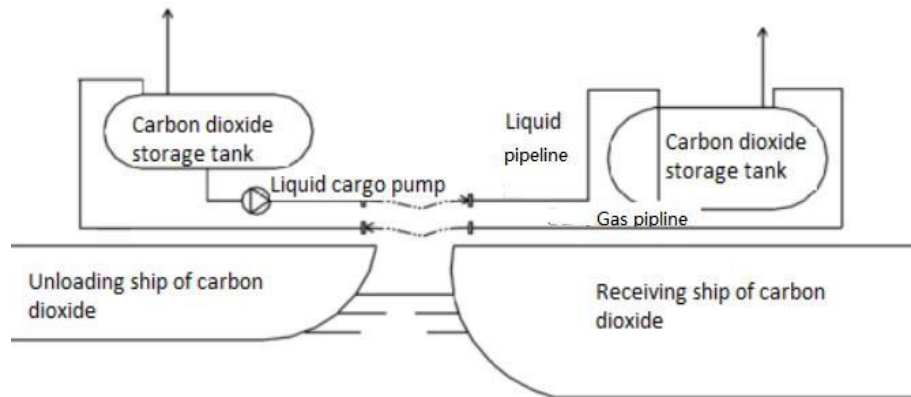 Carbon dioxide
storage tank
Liquid cargo pump
Liquid
pipeline
Carbon dioxide
storage tank
Gas pipline
Unloading ship of carbon
dioxide
Receiving ship of carbon
dioxide